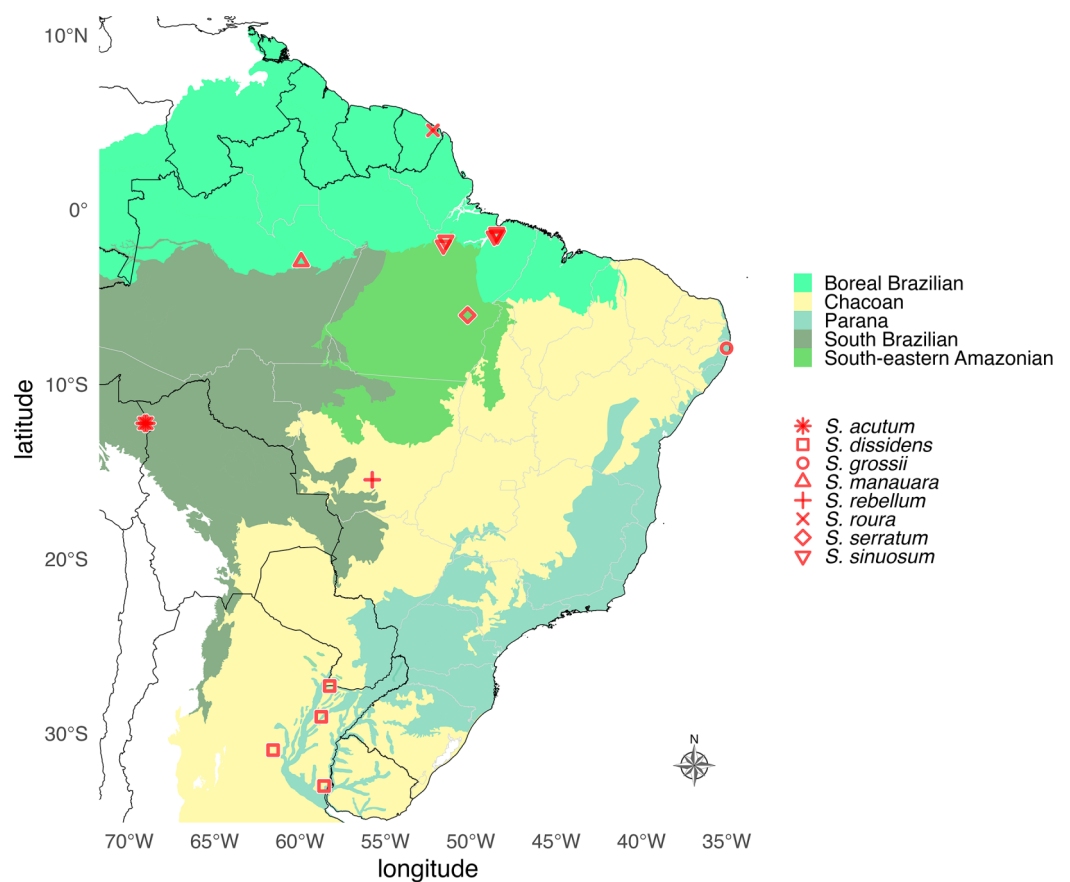 10°N
0°
10°S
20°S
30°S
latitude
70°W 65°W 60°W 55°W 50°W 45°W 40°W 35°W
longitude
N
Boreal Brazilian
Chacoan
Parana
South Brazilian
South-eastern Amazonian
S. acutum
S. dissidens
S. grossii
S. manauara
S. rebellum
S. roura
S. serratum
S. sinuosum